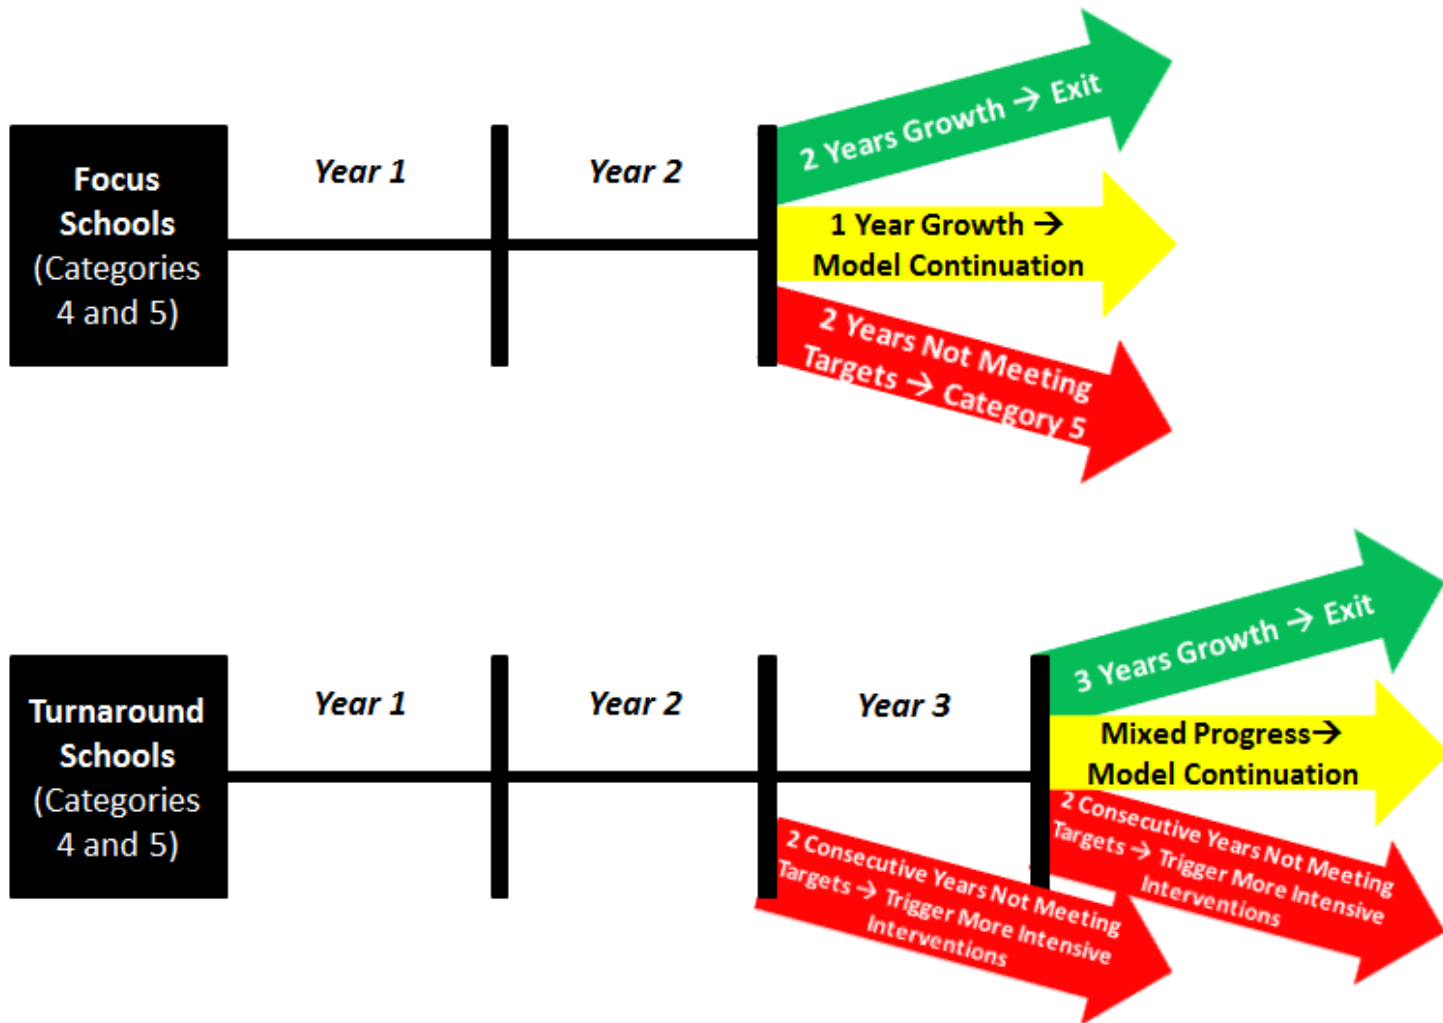 Focus
Schools
(Categories
4 and 5)
Year 1
Year 2
2 Years Growth → Exit
1 Year Growth →
Model Continuation
2 Years Not Meeting
Targets → Category 5
Turnaround
Schools
(Categories
4 and 5)
Year 1
Year 2
Year 3
3 Years Growth → Exit
Mixed Progress→
Model Continuation
2 Consecutive Years Not Meeting
Targets → Trigger More Intensive
Interventions
2 Consecutive Years Not Meeting
Targets → Trigger More Intensive
Interventions